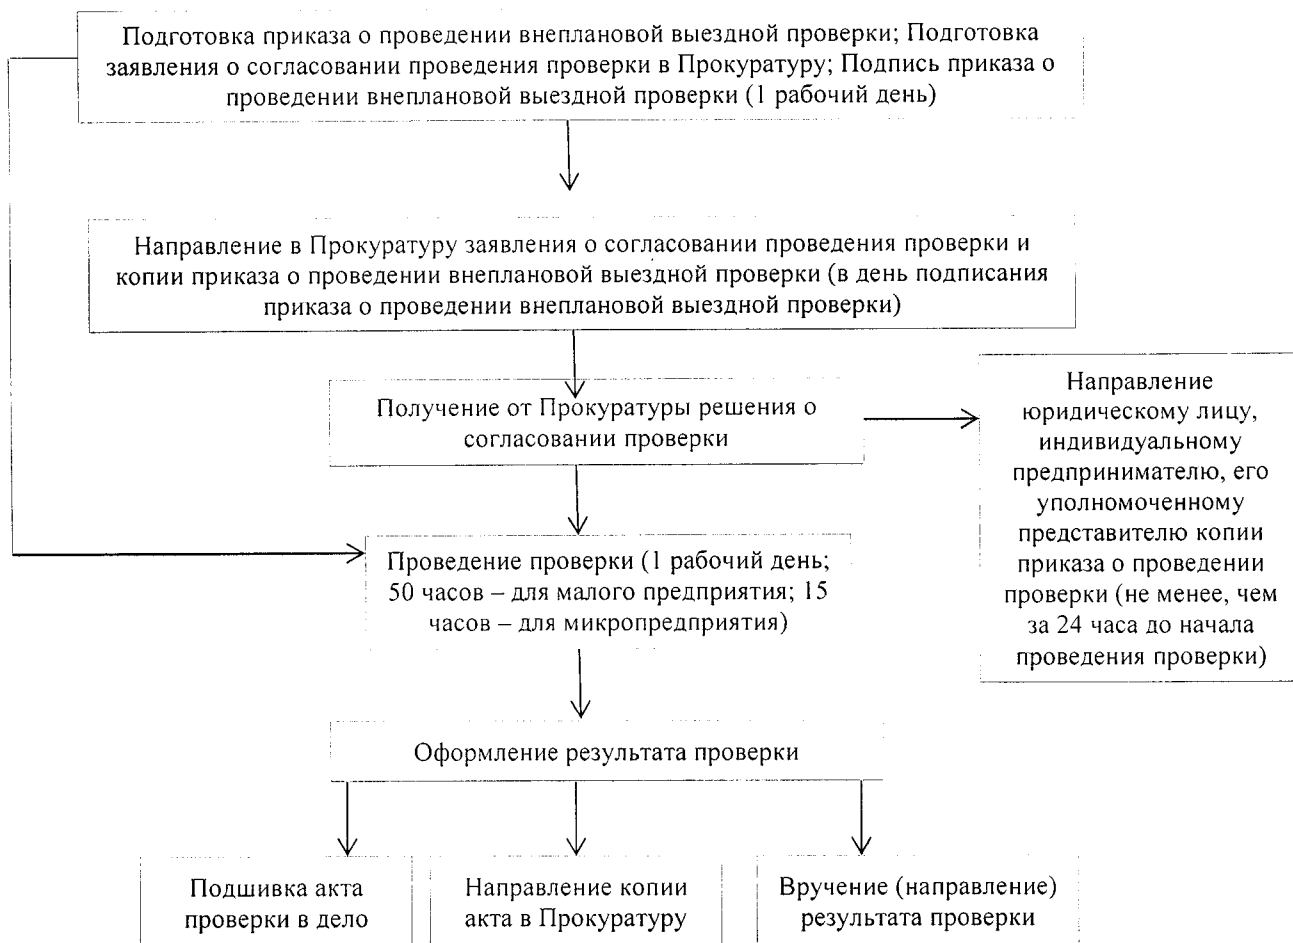 Подготовка приказа о проведении внеплановой выездной проверки; Подготовка
заявления о согласовании проведения проверки в Прокуратуру; Подпись приказа о
проведении внеплановой выездной проверки (1 рабочий день)
Направление в Прокуратуру заявления о согласовании проведения проверки и
копии приказа о проведении внеплановой выездной проверки (в день подписания
приказа о проведении внеплановой выездной проверки)
Получение от Прокуратуры решения о
согласовании проверки
Направление
юридическому лицу,
индивидуальному
предпринимателю, его
уполномоченному
представителю копии
приказа о проведении
проверки (не менее, чем
за 24 часа до начала
проведения проверки)
Проведение проверки (1 рабочий день;
50 часов – для малого предприятия; 15
часов – для микропредприятия)
Оформление результата проверки
Подшивка акта
проверки в дело
Направление копии
акта в Прокуратуру
Вручение (направление)
результата проверки